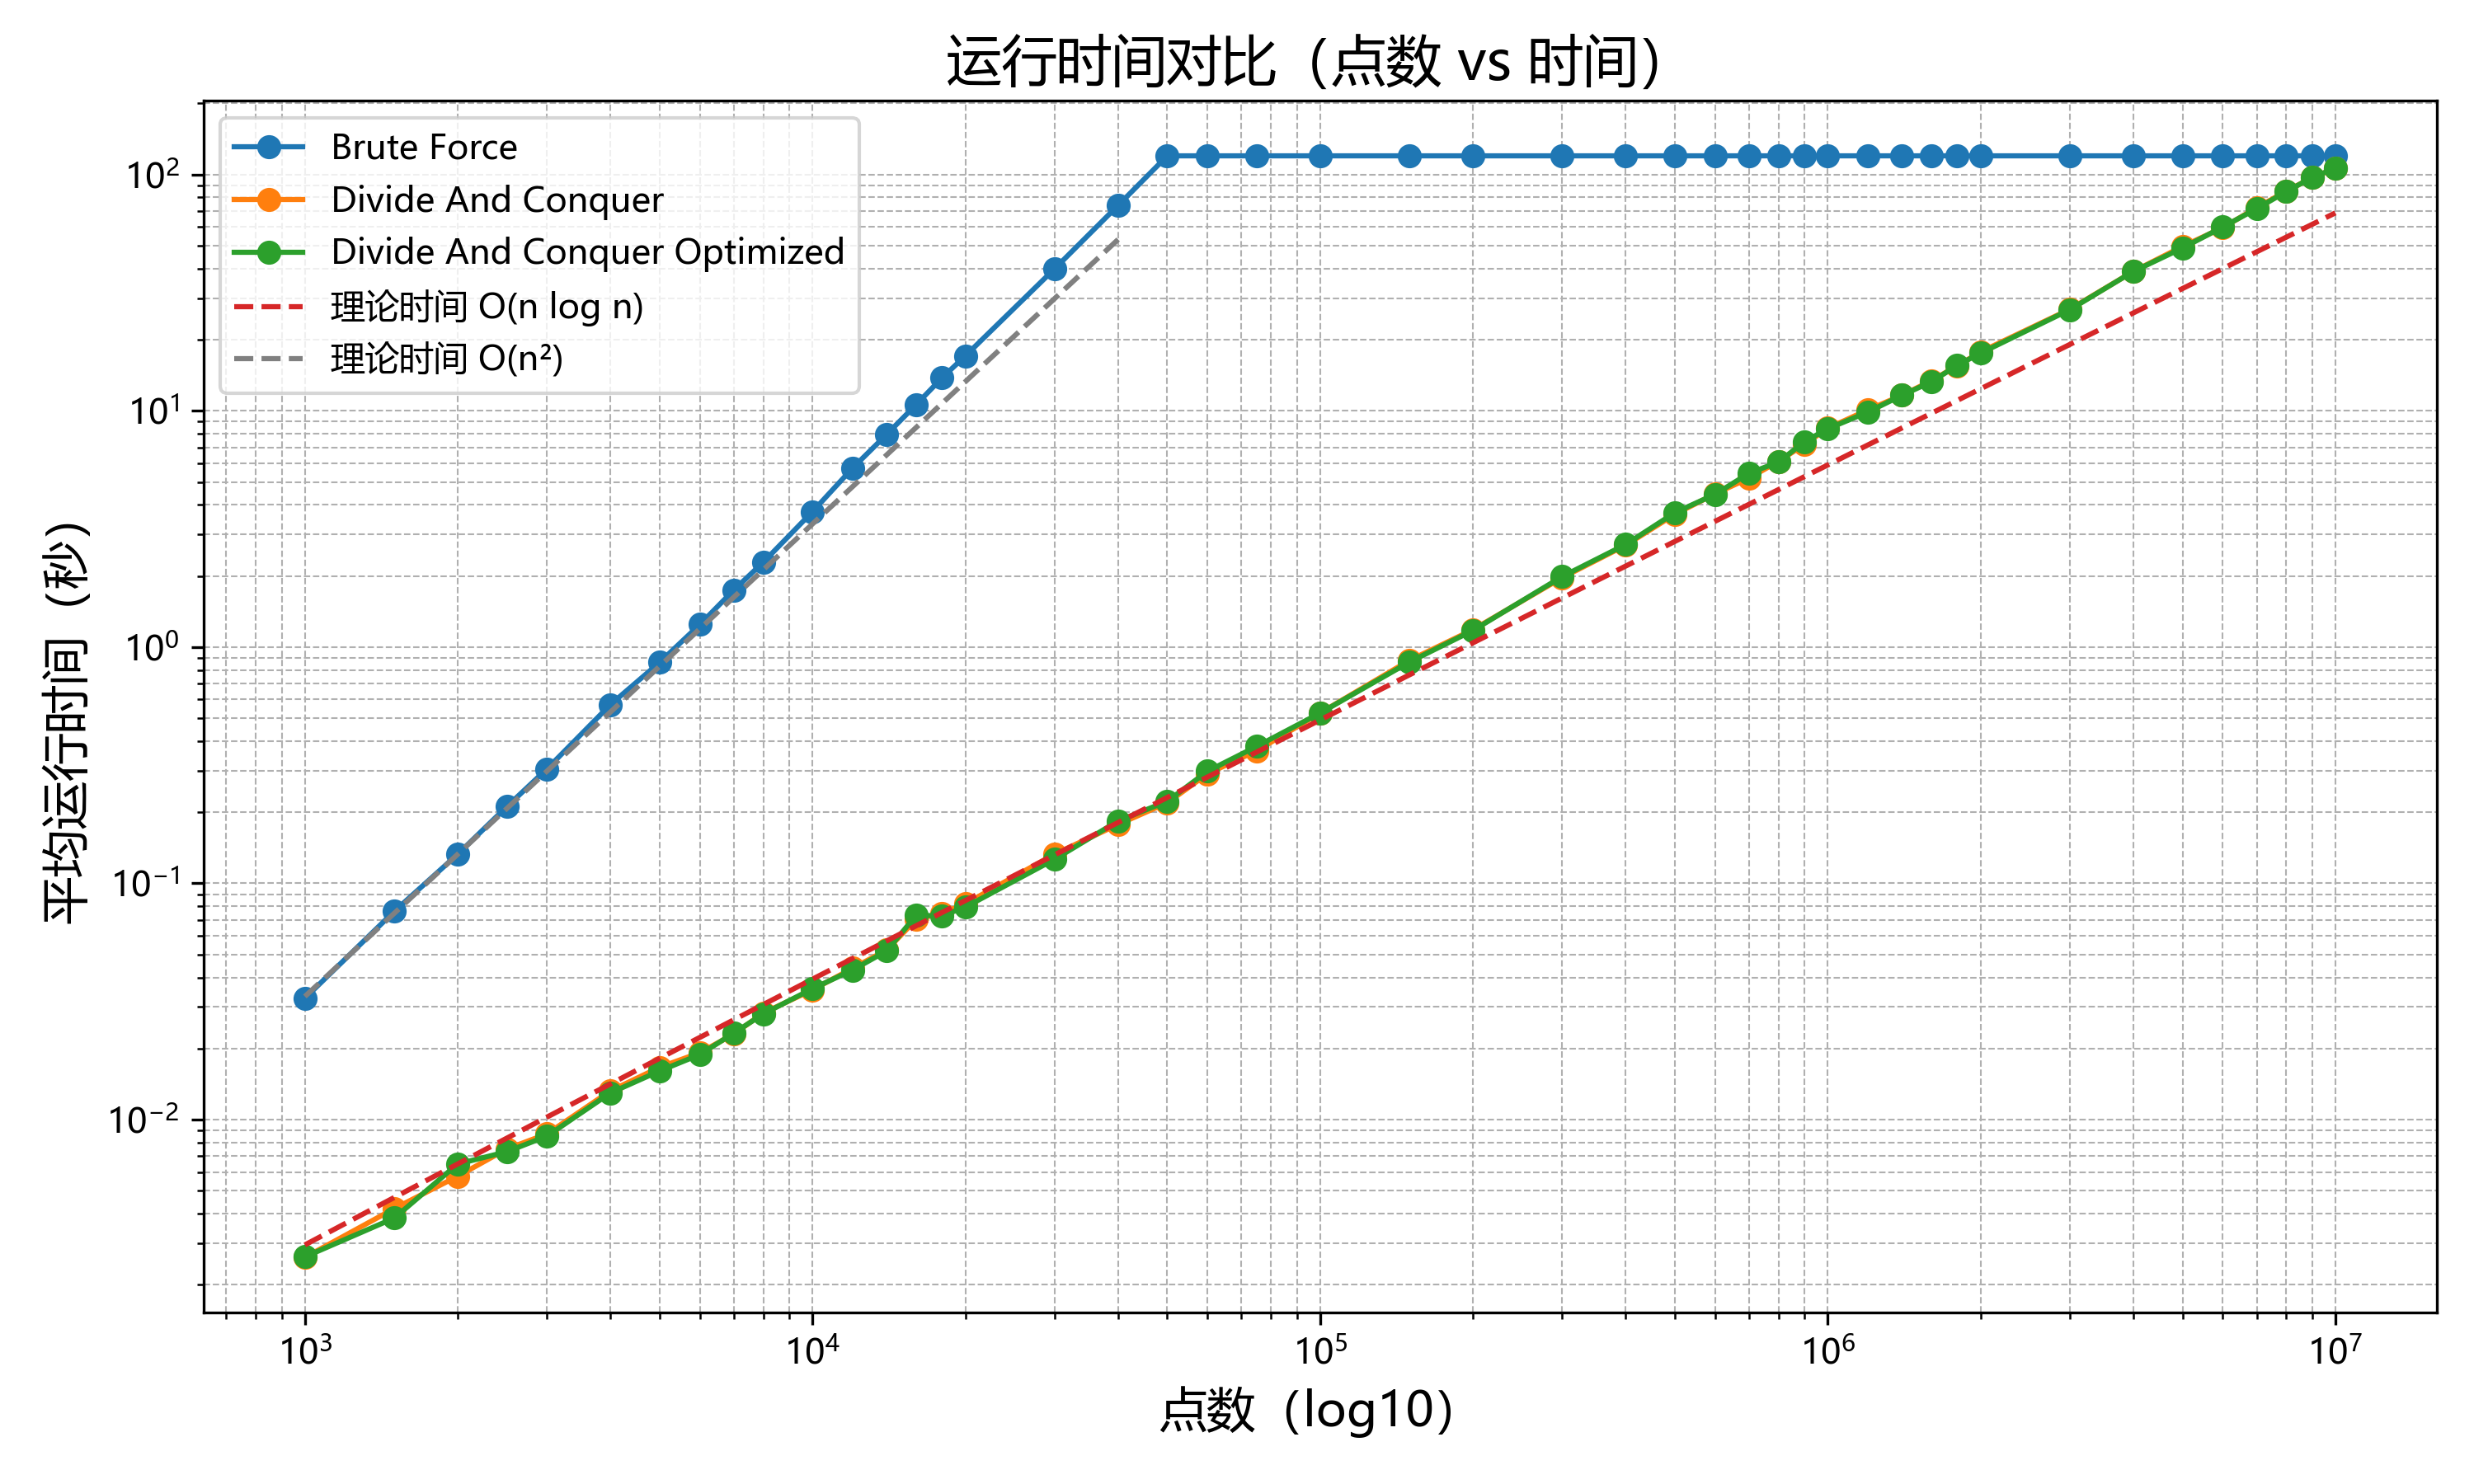 运行时间对比（点数 vs 时间）
Brute Force
Divide And Conquer
Divide And Conquer Optimized
理论时间 O(n log n)
理论时间 O(n²)
平均运行时间（秒）
10²
10¹
10⁰
10⁻¹
10⁻²
10³ 10⁴ 10⁵ 10⁶ 10⁷
点数（log10）